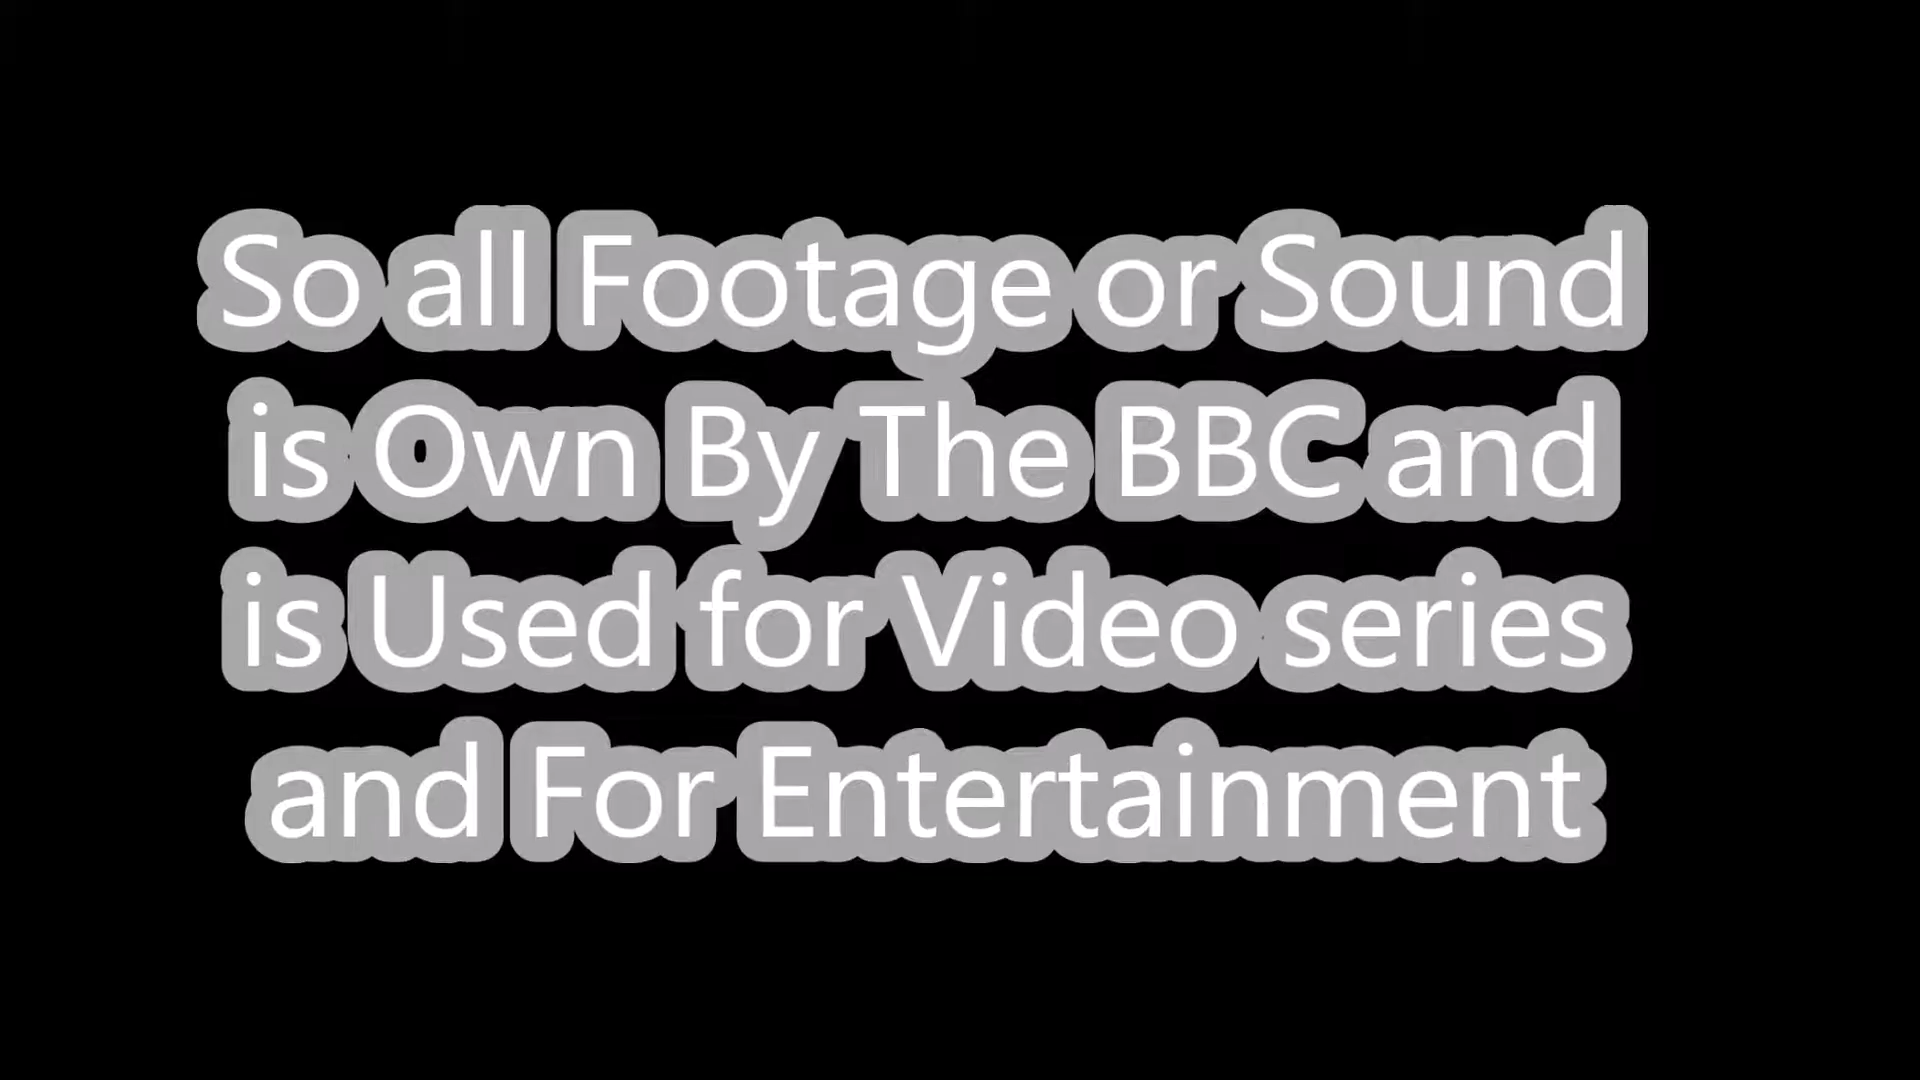 So all Footage or Sound
is Own By The BBC and
is Used for Video series
and For Entertainment